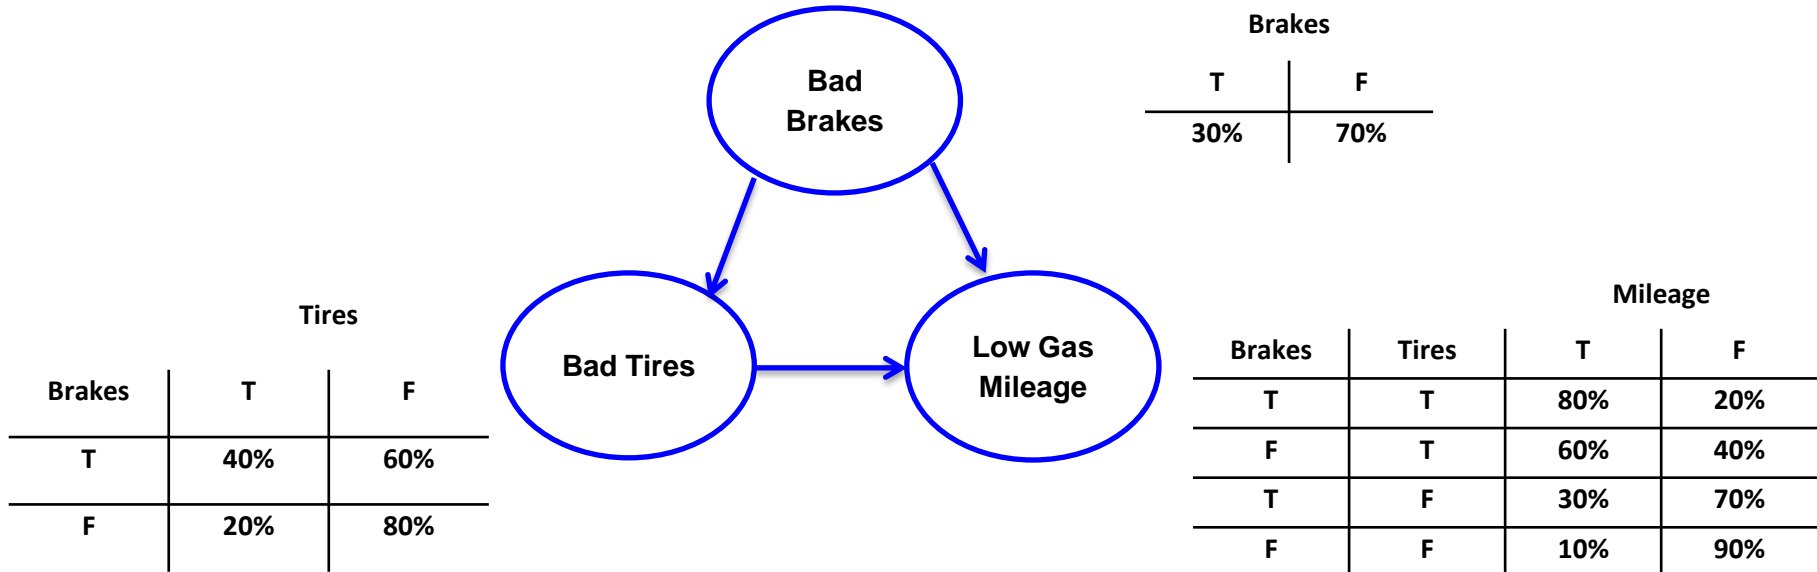 Brakes
T F
30% 70%
Bad
Brakes
Tires
Brakes T F
T 40% 60%
F 20% 80%
Bad Tires
Low Gas
Mileage
Mileage
Brakes Tires T F
T T 80% 20%
F T 60% 40%
T F 30% 70%
F F 10% 90%